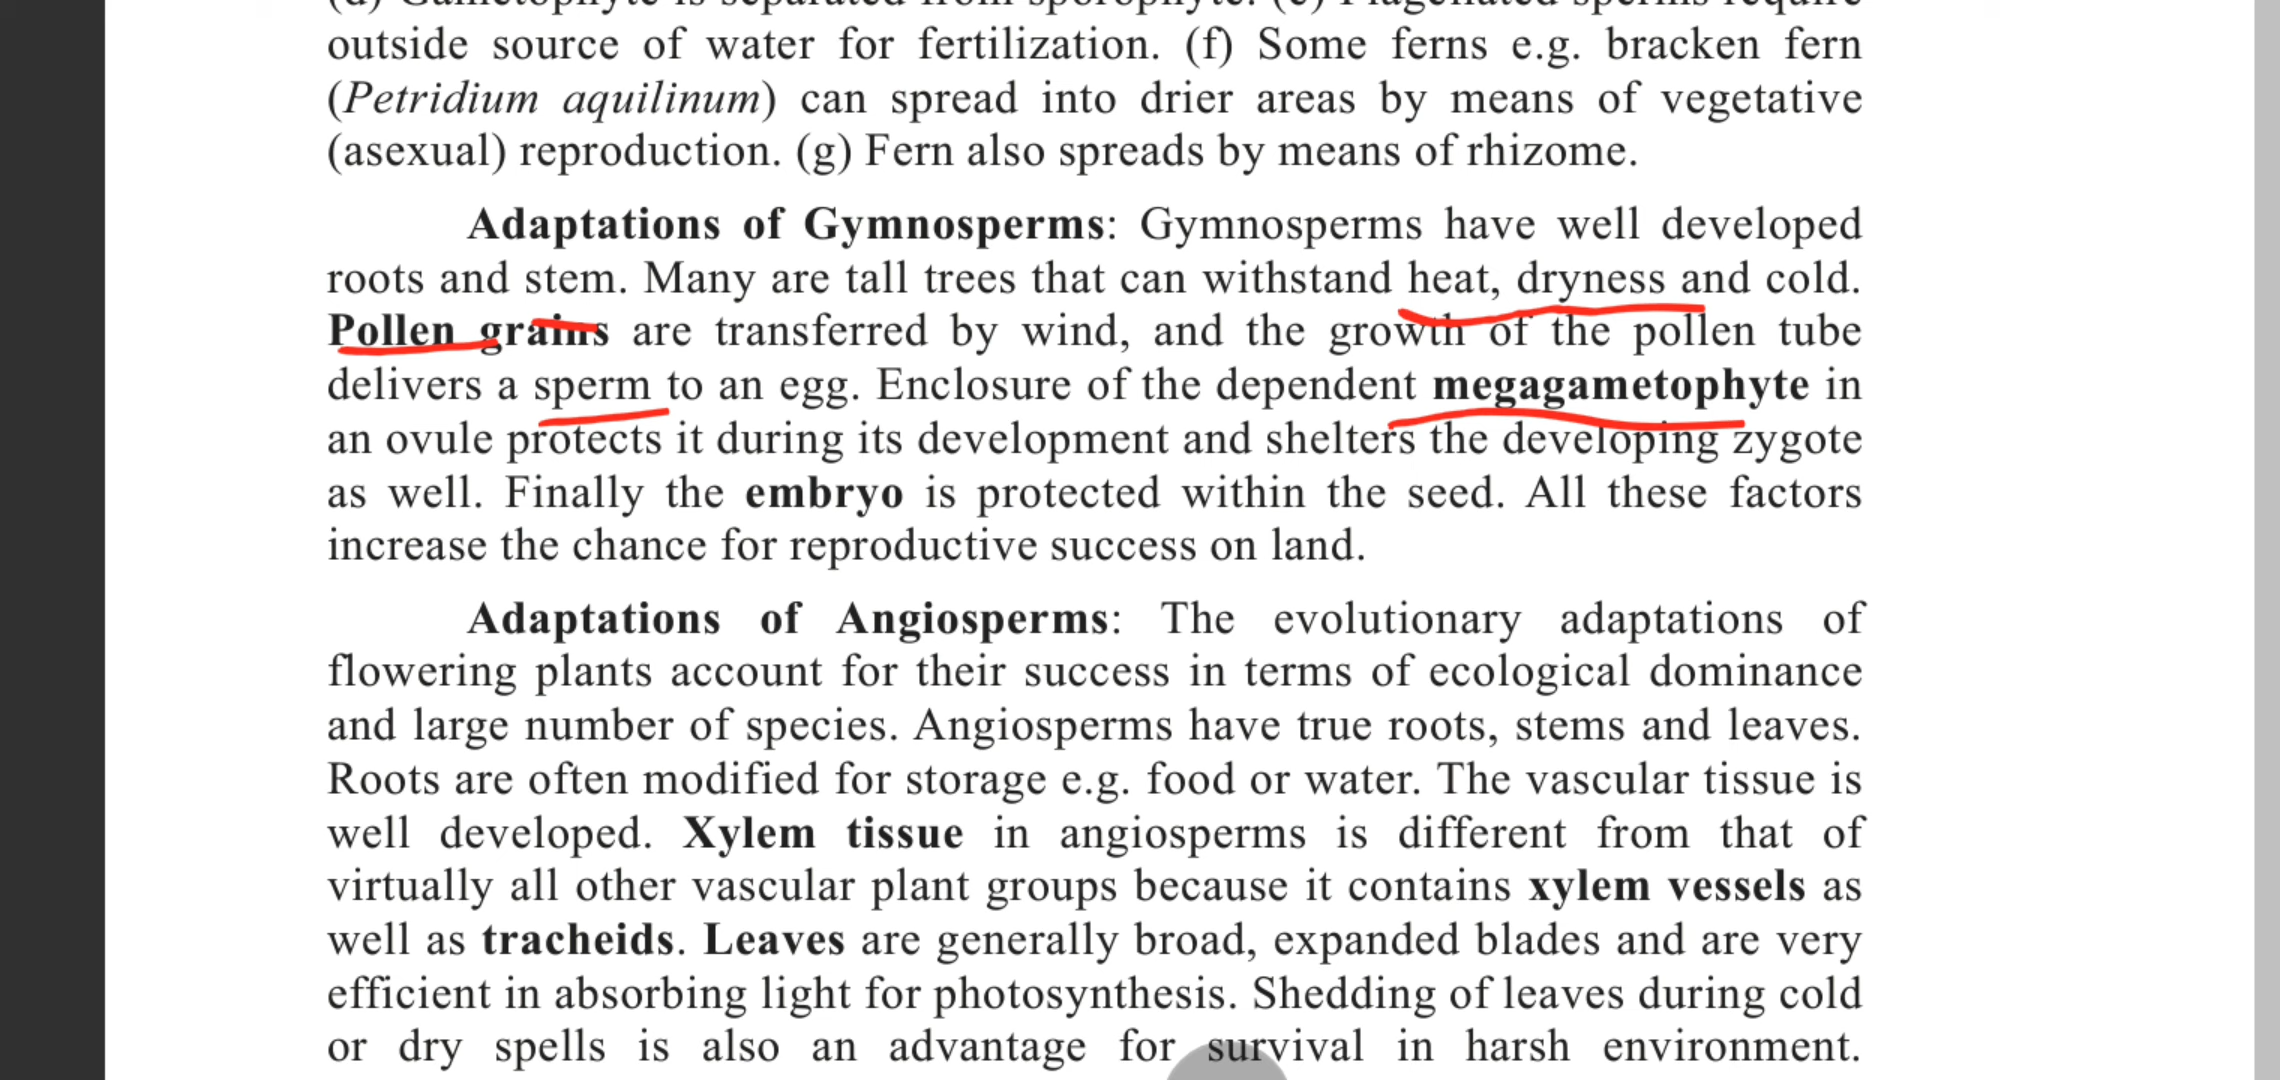 (d) Gametophyte is separated from sporophyte. (e) Flagellated sperms require
outside source of water for fertilization. (f) Some ferns e.g. bracken fern
(Petridium aquilinum) can spread into drier areas by means of vegetative
(asexual) reproduction. (g) Fern also spreads by means of rhizome.
Adaptations of Gymnosperms: Gymnosperms have well developed
roots and stem. Many are tall trees that can withstand heat, dryness and cold.
Pollen grains are transferred by wind, and the growth of the pollen tube
delivers a sperm to an egg. Enclosure of the dependent megagametophyte in
an ovule protects it during its development and shelters the developing zygote
as well. Finally the embryo is protected within the seed. All these factors
increase the chance for reproductive success on land.
Adaptations of Angiosperms: The evolutionary adaptations of
flowering plants account for their success in terms of ecological dominance
and large number of species. Angiosperms have true roots, stems and leaves.
Roots are often modified for storage e.g. food or water. The vascular tissue is
well developed. Xylem tissue in angiosperms is different from that of
virtually all other vascular plant groups because it contains xylem vessels as
well as tracheids. Leaves are generally broad, expanded blades and are very
efficient in absorbing light for photosynthesis. Shedding of leaves during cold
or dry spells is also an advantage for survival in harsh environment.